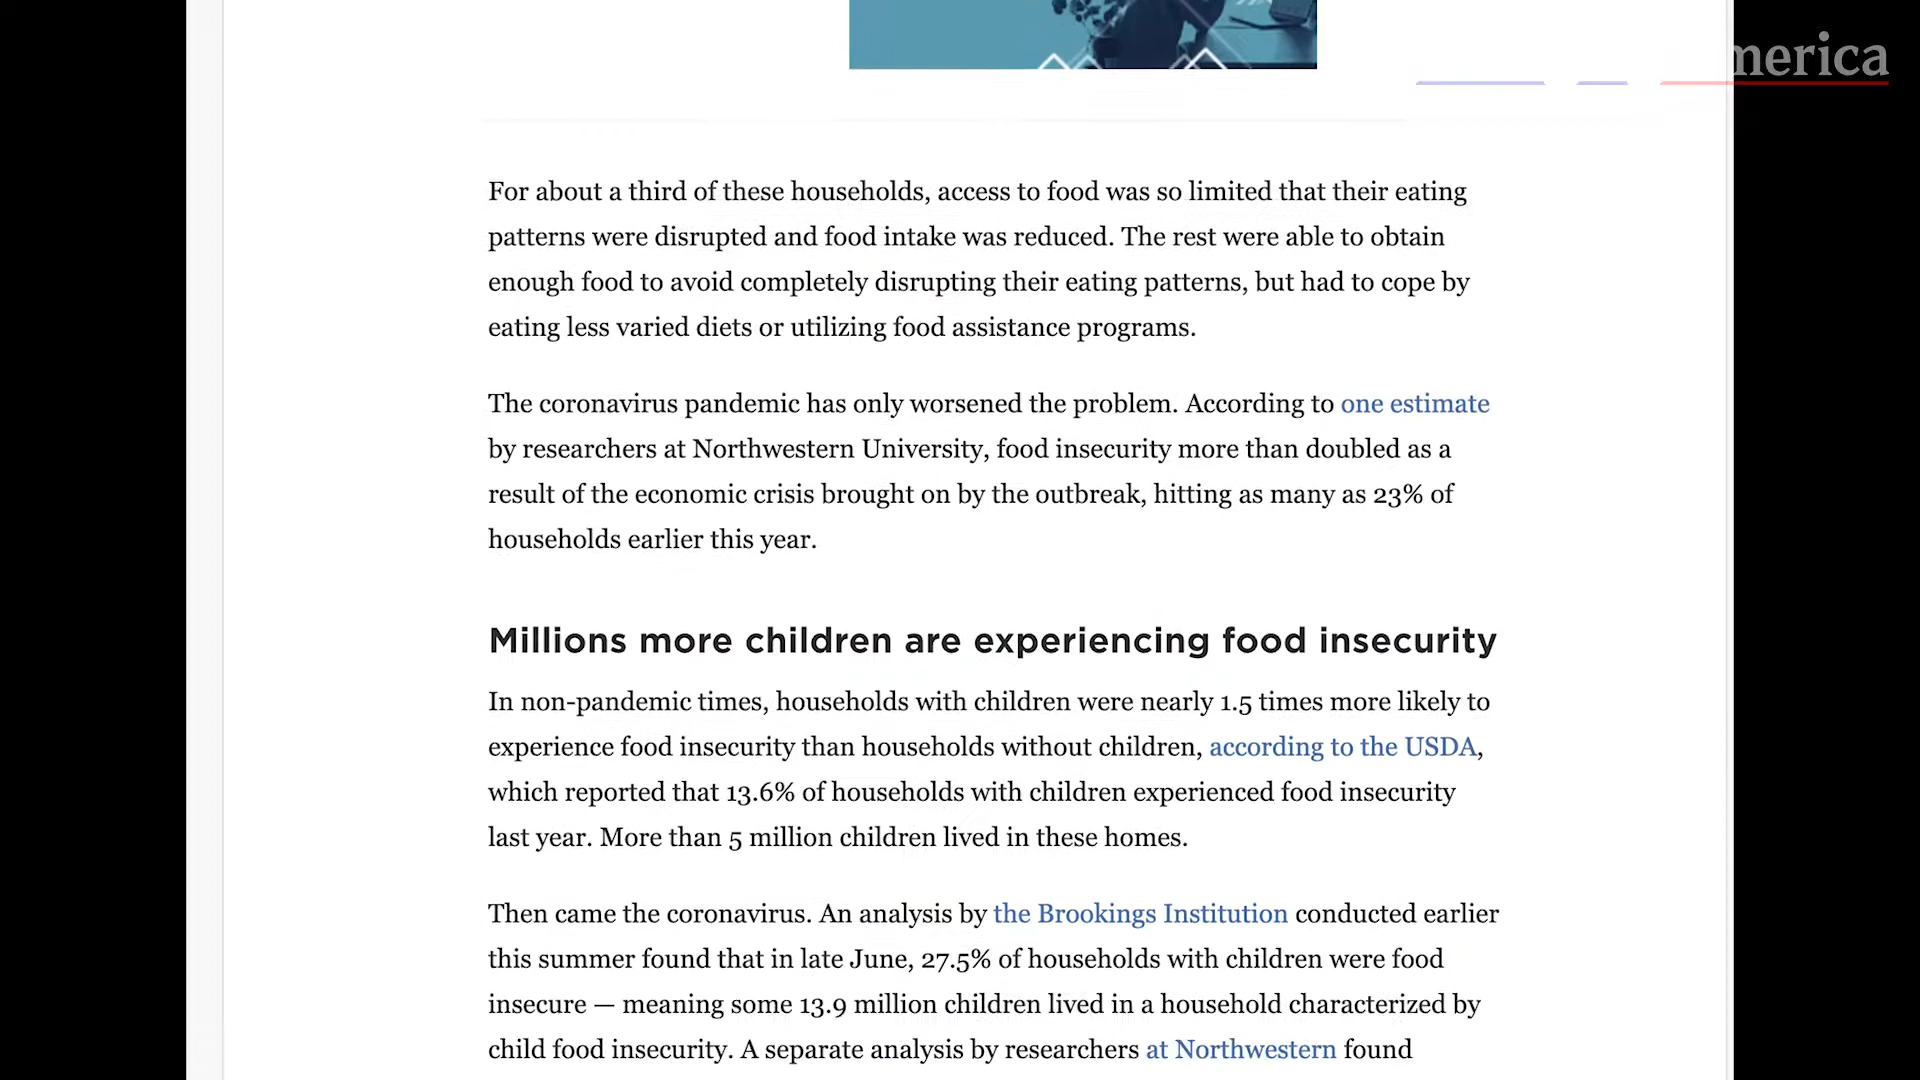 merica
For about a third of these households, access to food was so limited that their eating
patterns were disrupted and food intake was reduced. The rest were able to obtain
enough food to avoid completely disrupting their eating patterns, but had to cope by
eating less varied diets or utilizing food assistance programs.
The coronavirus pandemic has only worsened the problem. According to one estimate
by researchers at Northwestern University, food insecurity more than doubled as a
result of the economic crisis brought on by the outbreak, hitting as many as 23% of
households earlier this year.
Millions more children are experiencing food insecurity
In non-pandemic times, households with children were nearly 1.5 times more likely to
experience food insecurity than households without children, according to the USDA,
which reported that 13.6% of households with children experienced food insecurity
last year. More than 5 million children lived in these homes.
Then came the coronavirus. An analysis by the Brookings Institution conducted earlier
this summer found that in late June, 27.5% of households with children were food
insecure — meaning some 13.9 million children lived in a household characterized by
child food insecurity. A separate analysis by researchers at Northwestern found